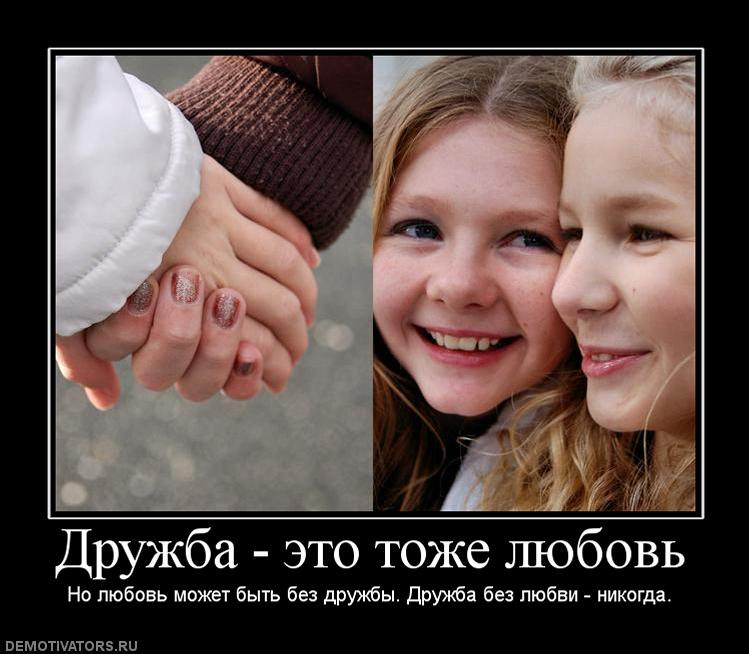 Дружба - это тоже любовь
Но любовь может быть без дружбы. Дружба без любви - никогда.
DEMOTIVATORS.RU